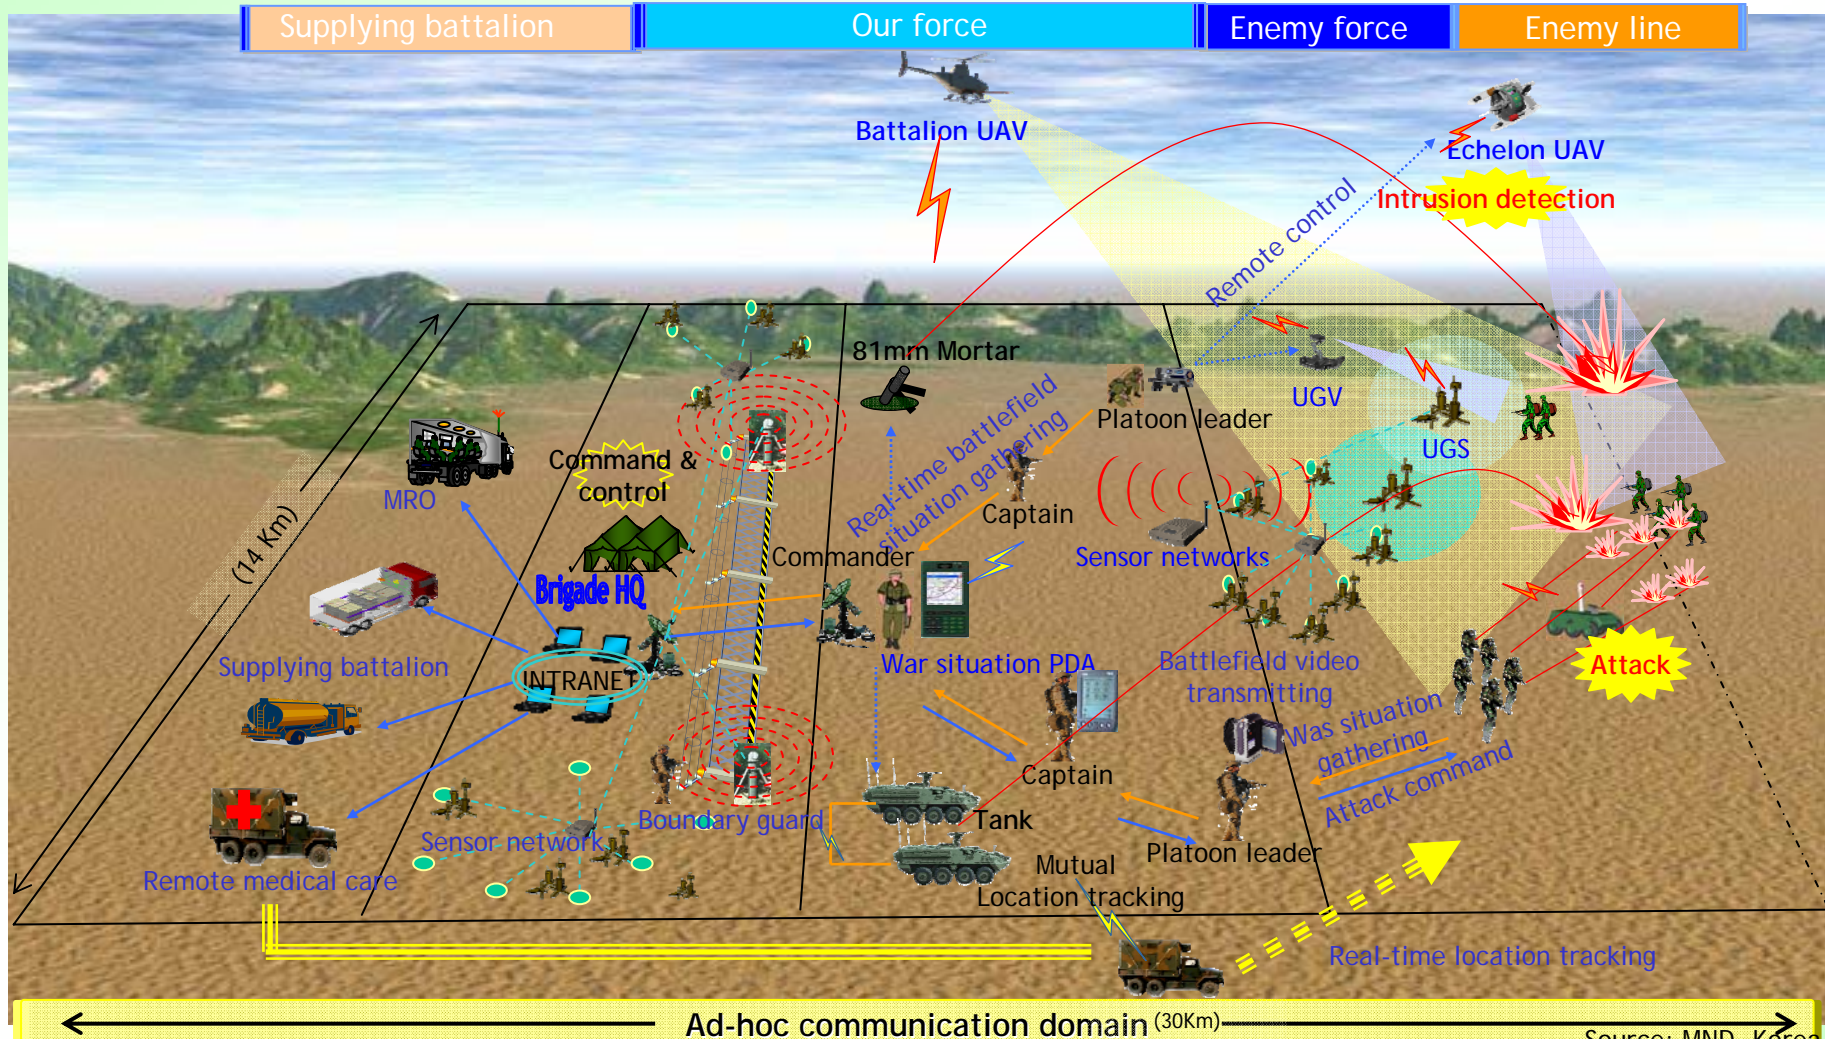 Supplying battalion
Our force
Enemy force
Enemy line
Battalion UAV
Echelon UAV
Intrusion detection
Remote control
81mm Mortar
Platoon leader
UGV
UGS
Real-time battlefield
situation gathering
Command &
control
MRO
(14 Km)
Captain
Commander
Sensor networks
Brigade HQ
Supplying battalion
INTRANET
War situation PDA
Battlefield video
transmitting
Attack
Was situation
gathering
Attack command
Captain
Tank
Boundary guard
Sensor network
Platoon leader
Mutual
Location tracking
Remote medical care
Real-time location tracking
Ad-hoc communication domain (30Km)
Source: MND, Korea